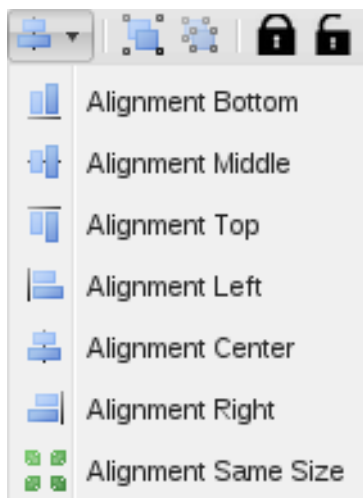 Alignment Bottom
Alignment Middle
Alignment Top
Alignment Left
Alignment Center
Alignment Right
Alignment Same Size